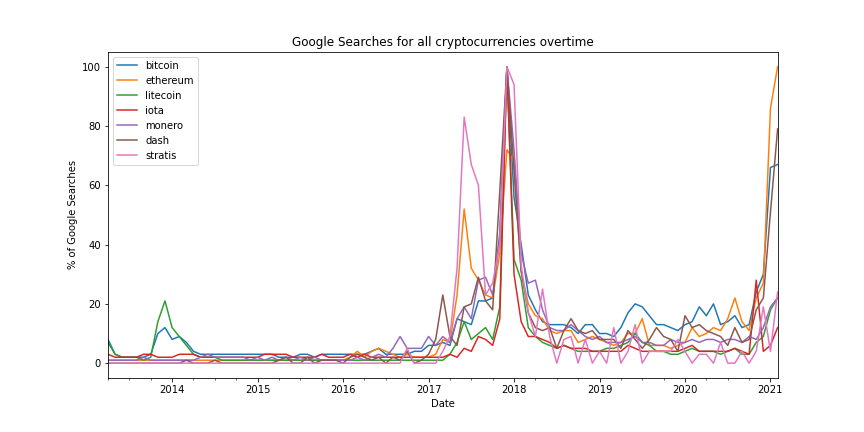 Google Searches for all cryptocurrencies overtime
bitcoin
ethereum
litecoin
iota
monero
dash
stratis
% of Google Searches
100
80
60
40
20
0
2014 2015 2016 2017 2018 2019 2020 2021
Date